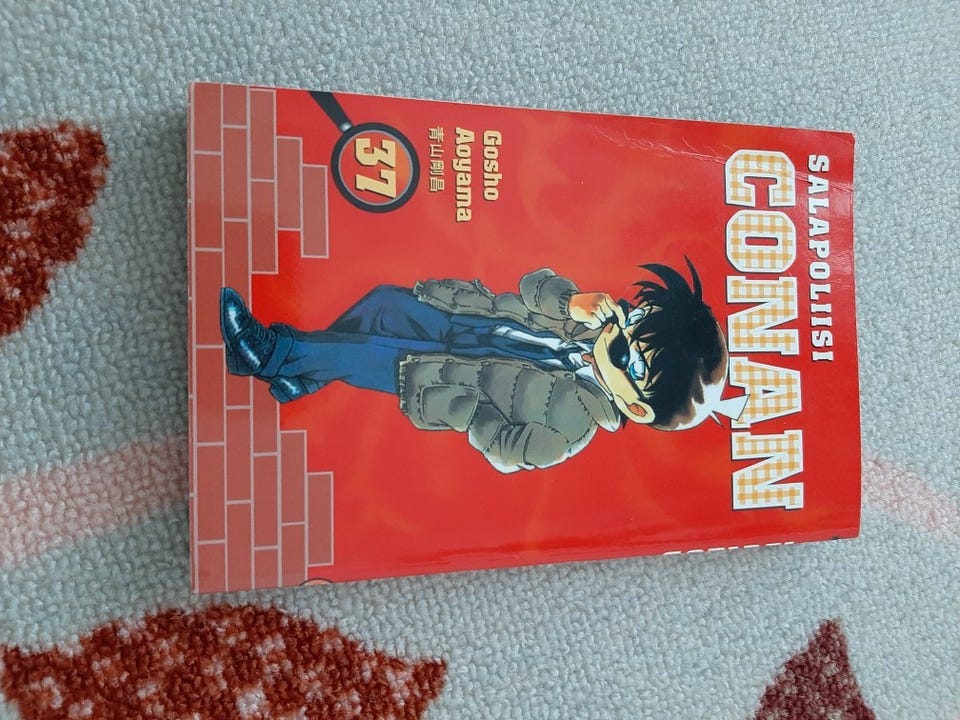 SALAPOLIISI
CONAN
Gosho
Aoyama
青山剛昌
37